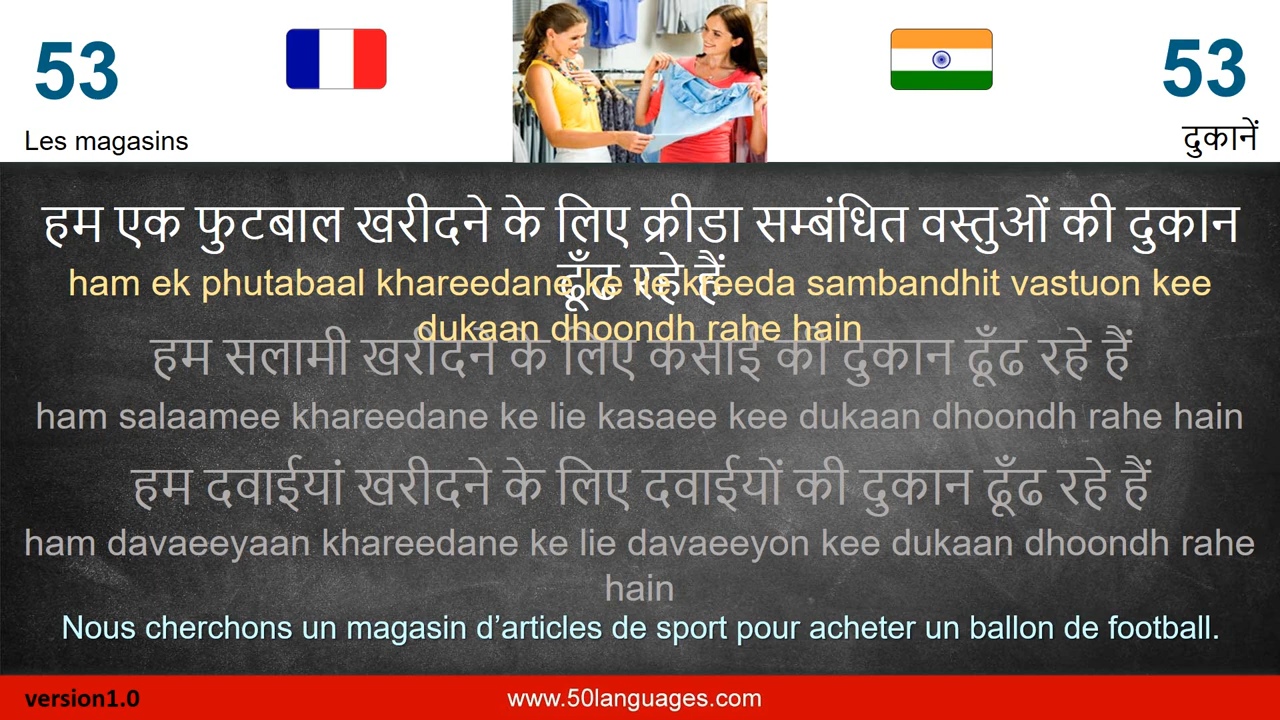 53
53
Les magasins
दुकानें
हम एक फुटबाल खरीदने के लिए क्रीडा सम्बंधित वस्तुओं की दुकान
ढूँढ रहे हैं
ham ek phutabaal khareedane ke lie kreeda sambandhit vastuon kee
dukaan dhoondh rahe hain
हम सलामी खरीदने के लिए कसाई की दुकान ढूँढ रहे हैं
ham salaamee khareedane ke lie kasaee kee dukaan dhoondh rahe hain
हम दवाईयां खरीदने के लिए दवाईयों की दुकान ढूँढ रहे हैं
ham davaeeyaan khareedane ke lie davaeeyon kee dukaan dhoondh rahe
hain
Nous cherchons un magasin d’articles de sport pour acheter un ballon de football.
version1.0
www.50languages.com